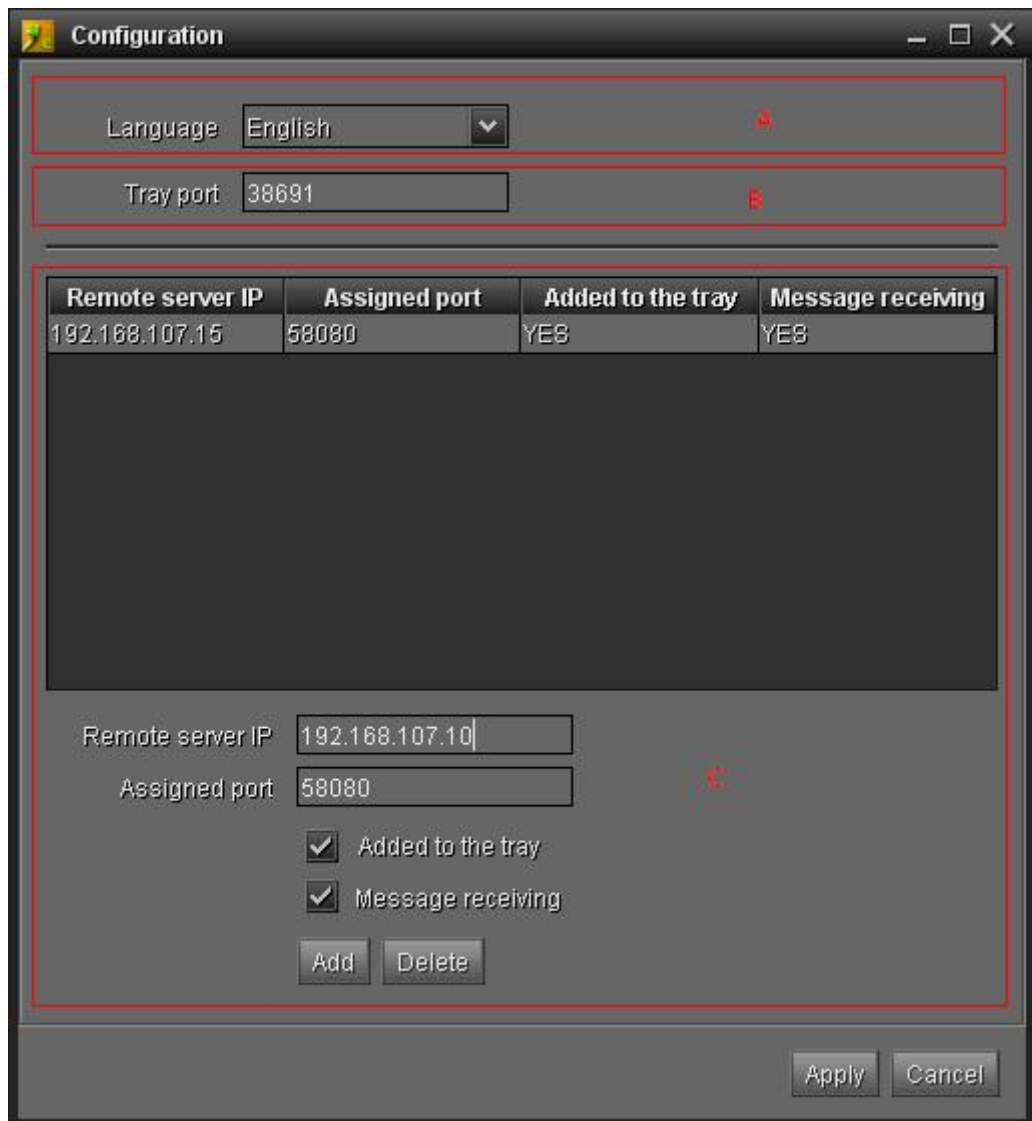 Configuration
Language English A
Tray port 38691 B
Remote server IP Assigned port Added to the tray Message receiving
192.168.107.15 58080 YES YES
Remote server IP 192.168.107.10
Assigned port 58080 C
Added to the tray
Message receiving
Add Delete
Apply Cancel